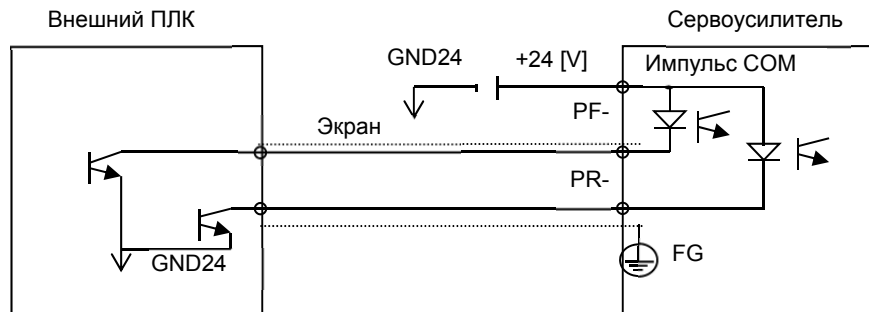 Внешний ПЛК
Сервоусилитель
GND24
+24 [V]
Импульс COM
PF-
Экран
PR-
GND24
FG